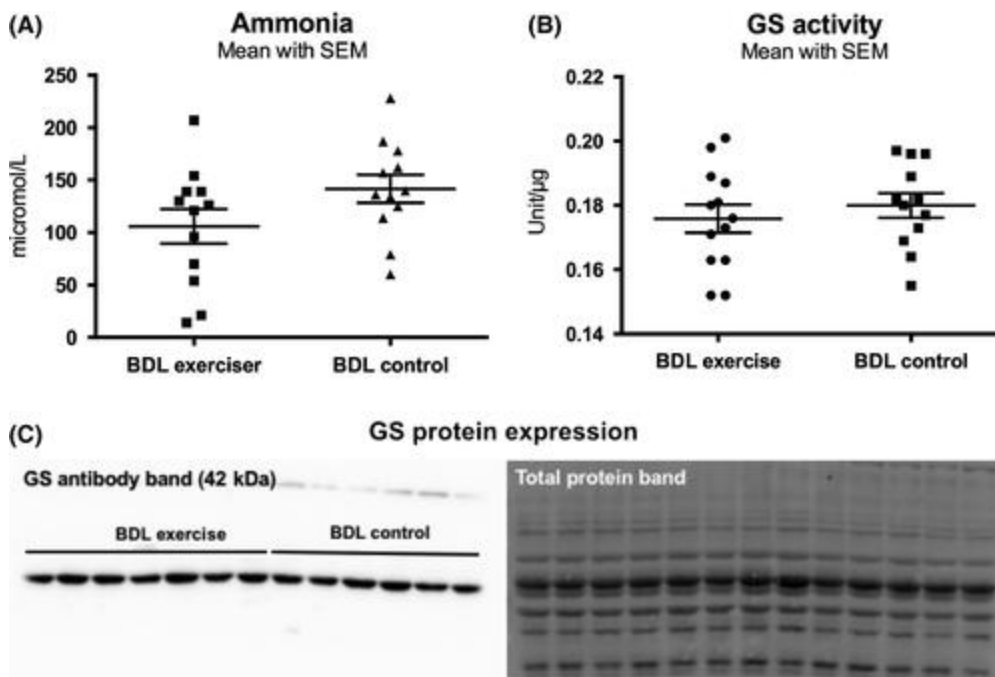 (A)
Ammonia
Mean with SEM
micromol/L
250
200
150
100
50
0
BDL exerciser
BDL control
(B)
GS activity
Mean with SEM
Unit/µg
0.22
0.20
0.18
0.16
0.14
BDL exercise
BDL control
(C)
GS protein expression
GS antibody band (42 kDa)
BDL exercise
BDL control
Total protein band